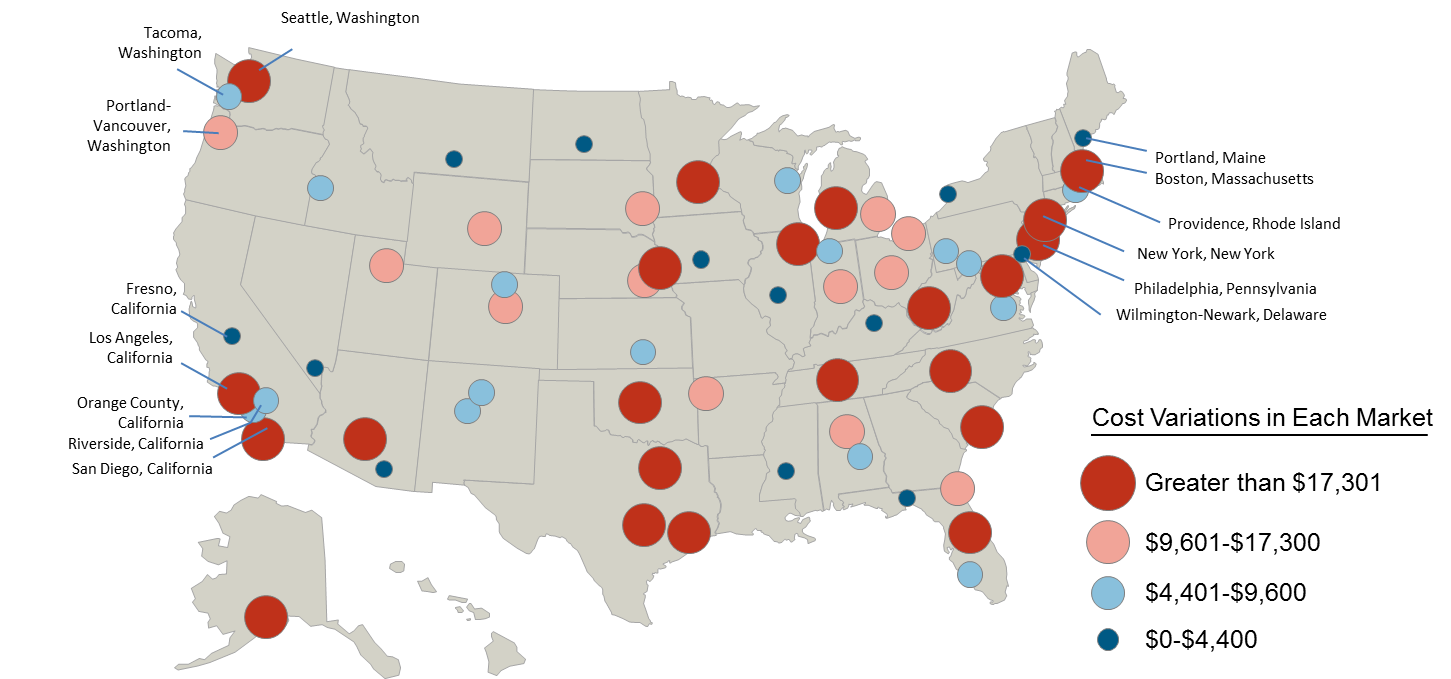 Seattle, Washington
Tacoma,
Washington
Portland-
Vancouver,
Washington
Portland, Maine
Boston, Massachusetts
Providence, Rhode Island
New York, New York
Philadelphia, Pennsylvania
Wilmington-Newark, Delaware
Fresno,
California
Los Angeles,
California
Orange County,
California
Riverside, California
San Diego, California
Cost Variations in Each Market
Greater than $17,301
$9,601-$17,300
$4,401-$9,600
$0-$4,400